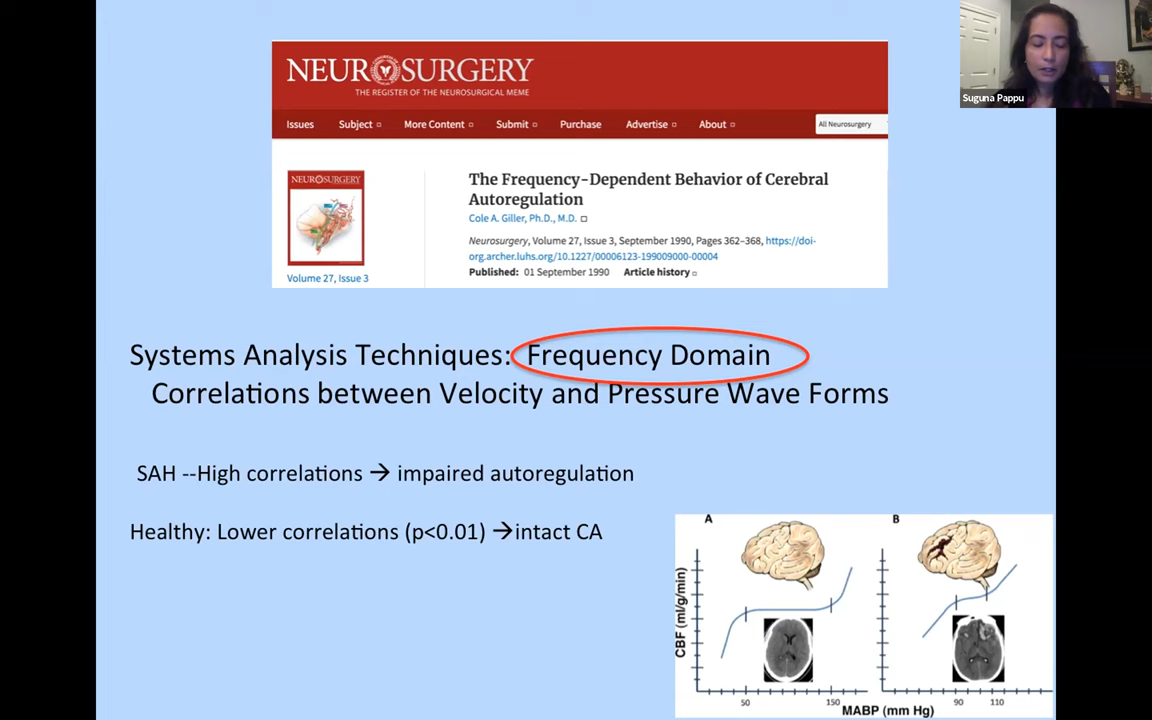 NEUROSURGERY
THE REGISTER OF THE NEUROSURGICAL MEME
Issues Subject More Content Submit Purchase Advertise About All Neurosurgery
NEUROSURGERY
The Frequency-Dependent Behavior of Cerebral
Autoregulation
Cole A. Giller, Ph.D., M.D.
Neurosurgery, Volume 27, Issue 3, September 1990, Pages 362–368, https://doi-
org.archer.luhs.org/10.1227/00006123-199009000-00004
Published: 01 September 1990 Article history
Volume 27, Issue 3
Suguna Pappu
Systems Analysis Techniques: Frequency Domain
Correlations between Velocity and Pressure Wave Forms
SAH --High correlations → impaired autoregulation
Healthy: Lower correlations (p<0.01) →intact CA
A
B
CBF (ml/g/min)
50 150 90 110
MABP (mm Hg)